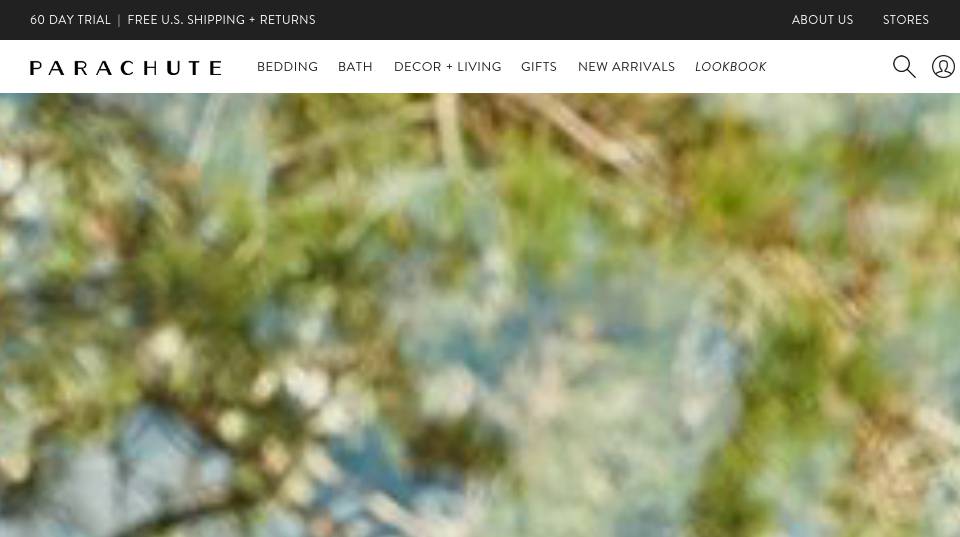 60 DAY TRIAL | FREE U.S. SHIPPING + RETURNS
ABOUT US
STORES
PARACHUTE
BEDDING
BATH
DECOR + LIVING
GIFTS
NEW ARRIVALS
LOOKBOOK